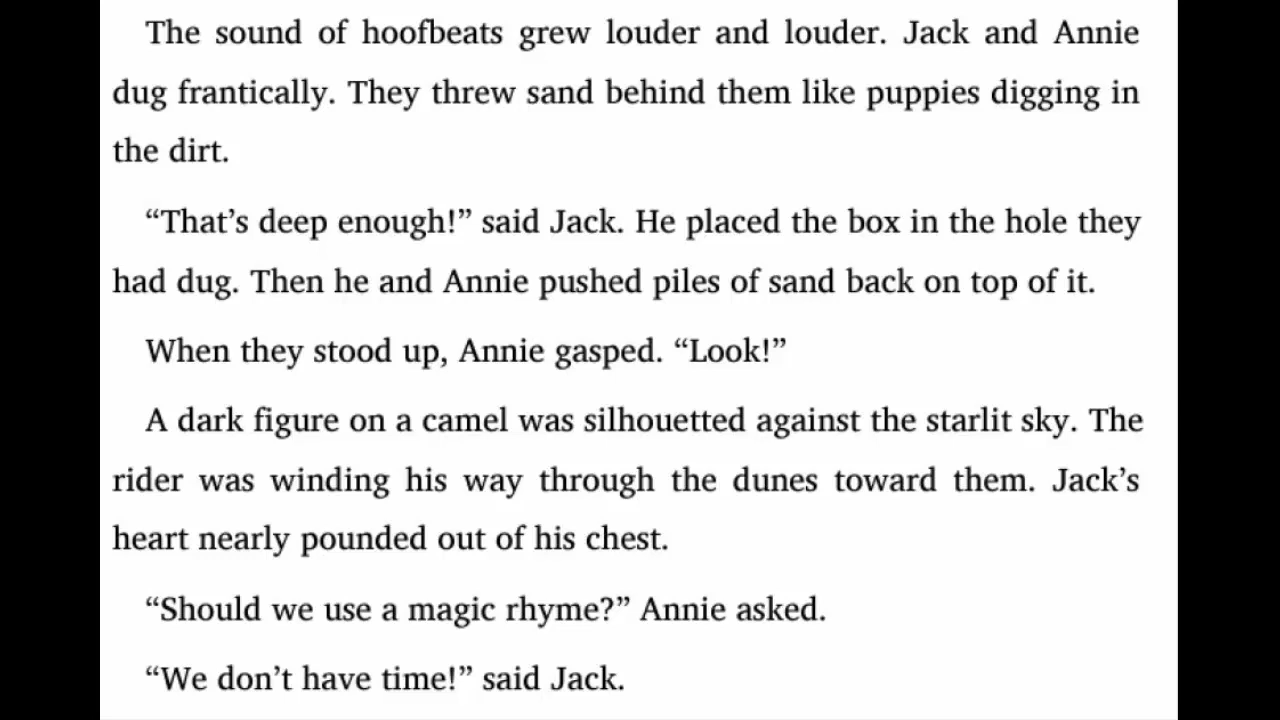 The sound of hoofbeats grew louder and louder. Jack and Annie
dug frantically. They threw sand behind them like puppies digging in
the dirt.
“That’s deep enough!” said Jack. He placed the box in the hole they
had dug. Then he and Annie pushed piles of sand back on top of it.
When they stood up, Annie gasped. “Look!”
A dark figure on a camel was silhouetted against the starlit sky. The
rider was winding his way through the dunes toward them. Jack’s
heart nearly pounded out of his chest.
“Should we use a magic rhyme?” Annie asked.
“We don’t have time!” said Jack.